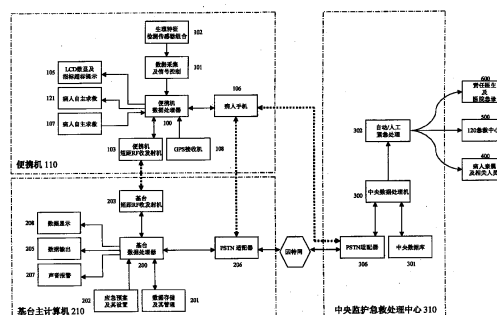 生理特征
检测传感器组合
102
数据采集
及信号控制
101
105
LCD数显及
指标超标提示
121
病人自主求救
107
病人自主求救
便携机
数据处理器
100
106
病人手机
103
便携机
短距RF收发射机
GPS接收机
108
便携机 110
203
基台
短距RF收发射机
208
数据显示
205
数据输出
207
声音报警
基台
数据处理器
200
PSTN 适配器
206
202
应急预案
及其设置
数据存储
及其管理
201
基台主计算机 210
因特网
302
自动/人工
紧急处理
300
中央数据处理机
PSTN适配器
306
中央数据库
301
中央监护急救处理中心 310
600
责任医生
及
医院急救
500
120急救中心
400
病人亲属
及相关人员